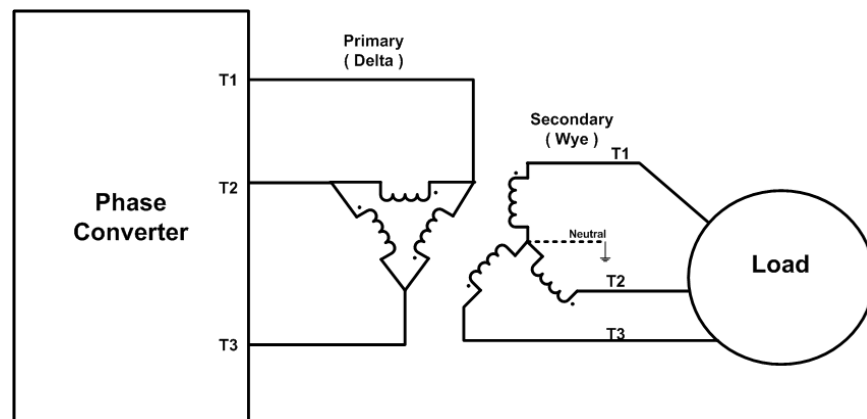 Primary
( Delta )
T1
Secondary
( Wye )
T1
T2
Phase
Converter
Neutral
Load
T2
T3
T3